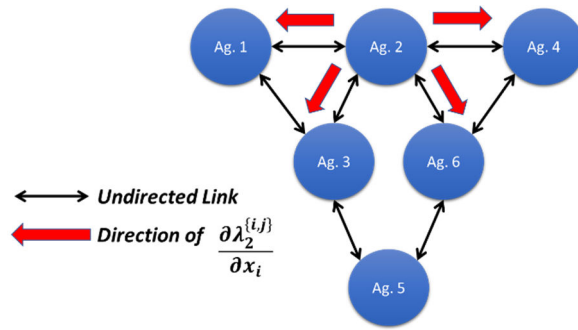 Ag. 1 Ag. 2 Ag. 4
Ag. 3 Ag. 6
Undirected Link
Direction of ∂λ₂^{i,j} / ∂xᵢ
Ag. 5